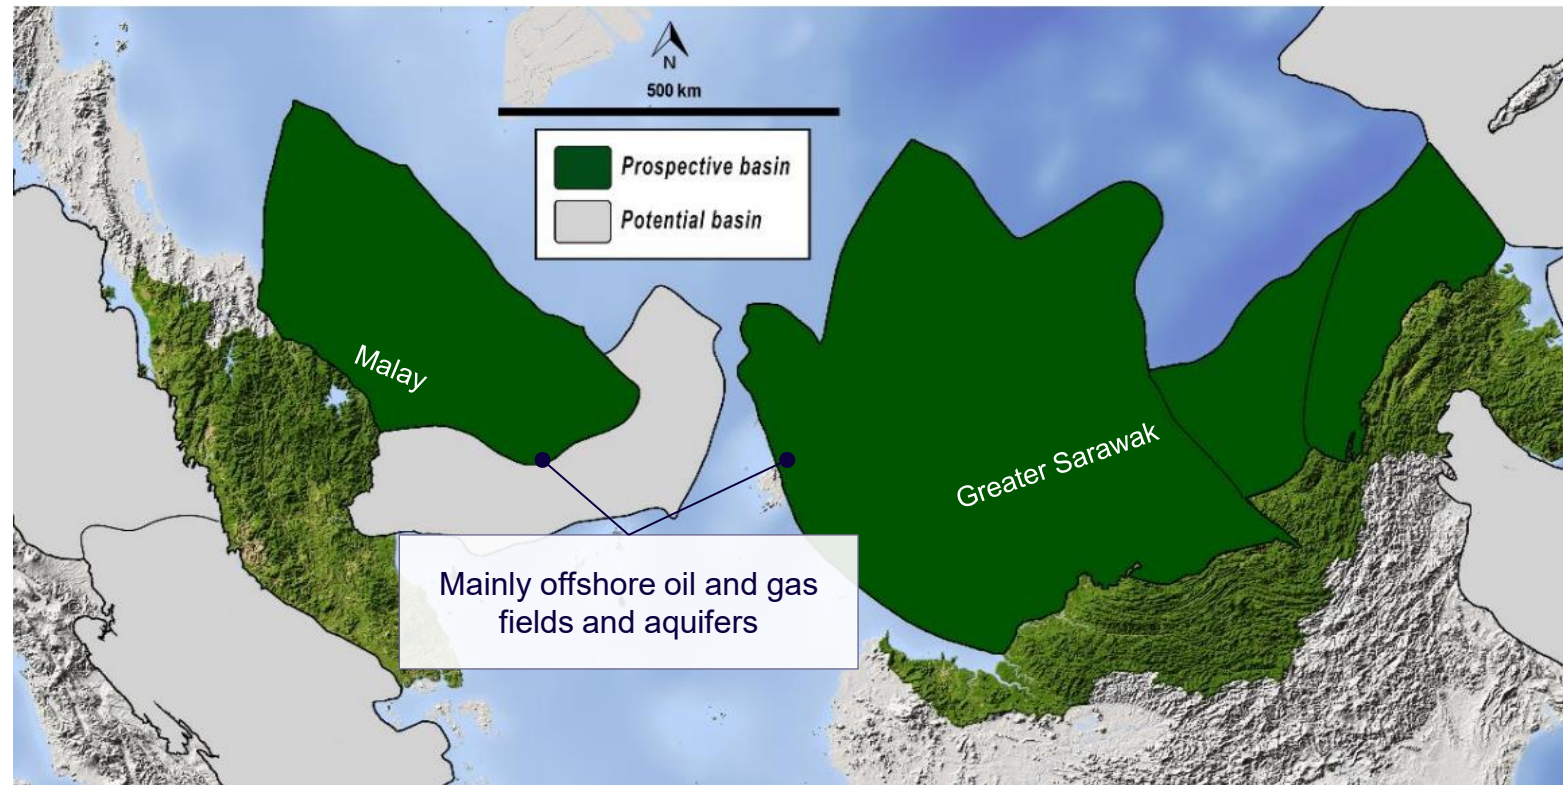 N
500 km
Prospective basin
Potential basin
Malay
Greater Sarawak
Mainly offshore oil and gas
fields and aquifers